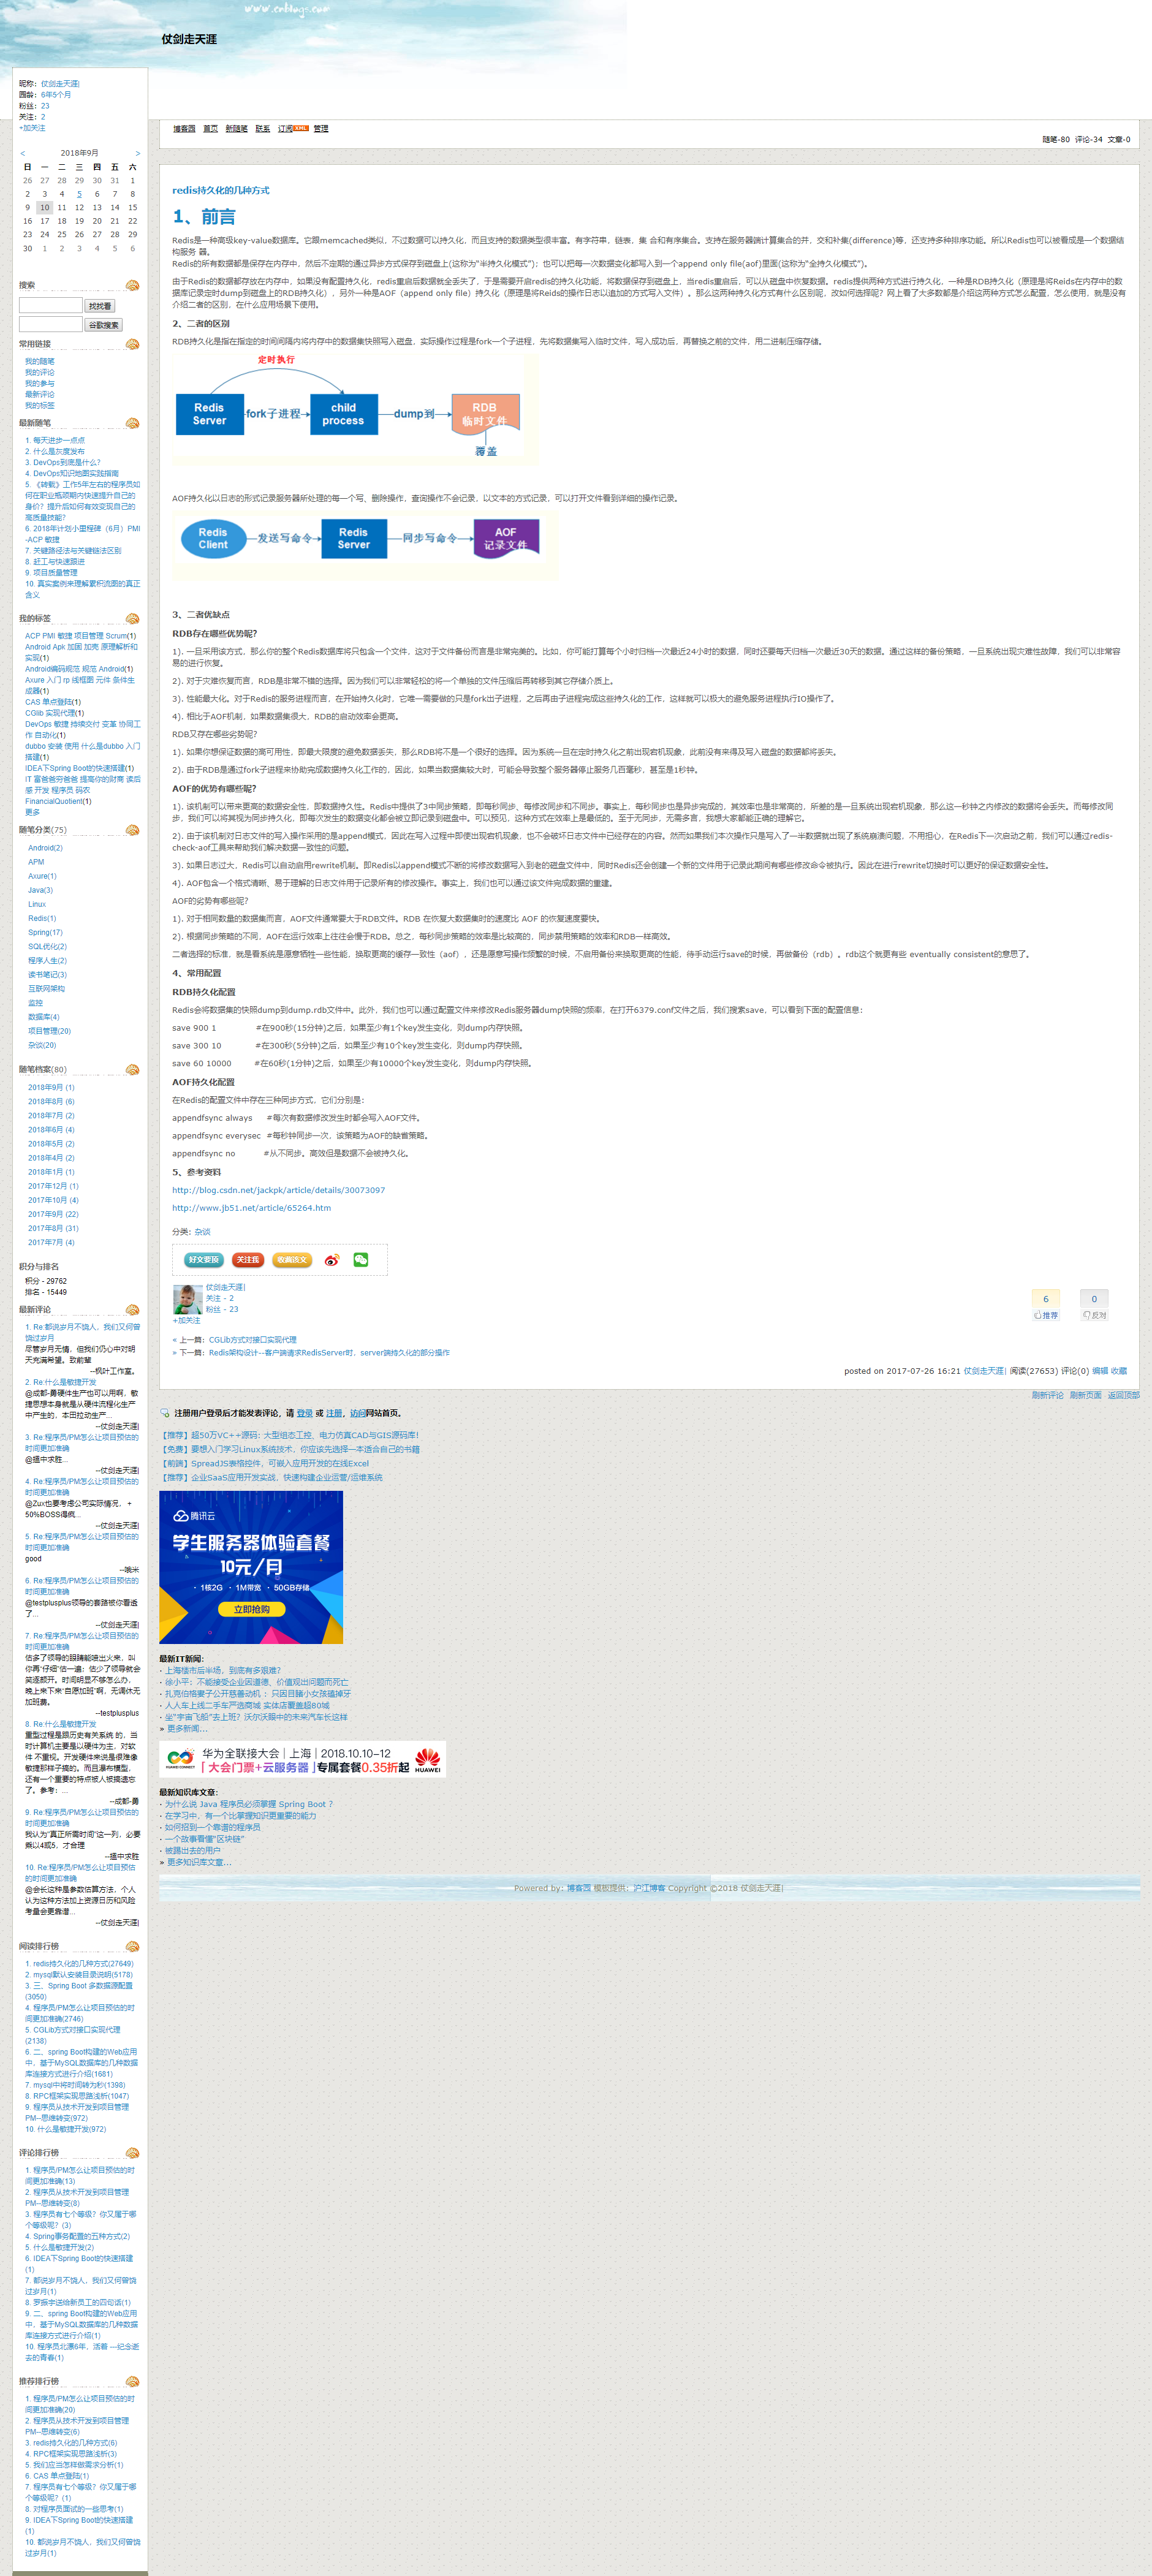 www.cnblogs.com
仗剑走天涯
昵称：仗剑走天涯|
园龄：6年5个月
粉丝：23
关注：2
+加关注
< 2018年9月 >
日 一 二 三 四 五 六
26 27 28 29 30 31 1
2 3 4 5 6 7 8
9 10 11 12 13 14 15
16 17 18 19 20 21 22
23 24 25 26 27 28 29
30 1 2 3 4 5 6
搜索
找找看
谷歌搜索
常用链接
我的随笔
我的评论
我的参与
最新评论
我的标签
最新随笔
1. 每天进步一点点
2. 什么是灰度发布
3. DevOps到底是什么？
4. DevOps知识地图实践指南
5. 《转载》工作5年左右的程序员如
何在职业瓶颈期内快速提升自己的
身价？提升后如何有效变现自己的
高质量技能？
6. 2018年计划小里程碑（6月）PMI
-ACP 敏捷
7. 关键路径法与关键链法区别
8. 赶工与快速跟进
9. 项目质量管理
10. 真实案例来理解累积流图的真正
含义
我的标签
ACP PMI 敏捷 项目管理 Scrum(1)
Android Apk 加固 加壳 原理解析和
实现(1)
Android编码规范 规范 Android(1)
Axure 入门 rp 线框图 元件 条件生
成器(1)
CAS 单点登陆(1)
CGlib 实现代理(1)
DevOps 敏捷 持续交付 变革 协同工
作 自动化(1)
dubbo 安装 使用 什么是dubbo 入门
搭建(1)
IDEA下Spring Boot的快速搭建(1)
IT 富爸爸穷爸爸 提高你的财商 读后
感 开发 程序员 码农
FinancialQuotient(1)
更多
随笔分类(75)
Android(2)
APM
Axure(1)
Java(3)
Linux
Redis(1)
Spring(17)
SQL优化(2)
程序人生(2)
读书笔记(3)
互联网架构
监控
数据库(4)
项目管理(20)
杂谈(20)
随笔档案(80)
2018年9月 (1)
2018年8月 (6)
2018年7月 (2)
2018年6月 (4)
2018年5月 (2)
2018年4月 (2)
2018年1月 (1)
2017年12月 (1)
2017年10月 (4)
2017年9月 (22)
2017年8月 (31)
2017年7月 (4)
积分与排名
积分 - 29762
排名 - 15449
最新评论
1. Re:都说岁月不饶人，我们又何曾
饶过岁月
尽管岁月无情，但我们仍心中对明
天充满希望。致前辈
--枫叶工作室。
2. Re:什么是敏捷开发
@成都-勇硬件生产也可以用啊，敏
捷思想本身就是从硬件流程化生产
中产生的，本田拉动生产...
--仗剑走天涯|
3. Re:程序员/PM怎么让项目预估的
时间更加准确
@搵中求胜...
--仗剑走天涯|
4. Re:程序员/PM怎么让项目预估的
时间更加准确
@Zux也要考虑公司实际情况， +
50%BOSS得疯...
--仗剑走天涯|
5. Re:程序员/PM怎么让项目预估的
时间更加准确
good
--哦米
6. Re:程序员/PM怎么让项目预估的
时间更加准确
@testplusplus领导的套路被你看透
了...
--仗剑走天涯|
7. Re:程序员/PM怎么让项目预估的
时间更加准确
估多了领导的眼睛能喷出火来，叫
你再"仔细"估一遍；估少了领导就会
笑逐颜开。时间明显不够怎么办，
晚上来下来"自愿加班"啊，无调休无
加班费。
--testplusplus
8. Re:什么是敏捷开发
重型过程是跟历史有关系统 的，当
时计算机主要是以硬件为主，对软
件 不重视。开发硬件来说是很难像
敏捷那样子搞的。而且瀑布模型，
还有一个重要的特点被人被搞遗忘
了。参考：...
--成都-勇
9. Re:程序员/PM怎么让项目预估的
时间更加准确
我认为"真正所需时间"这一列，必要
乘以4或5，才合理
--搵中求胜
10. Re:程序员/PM怎么让项目预估
的时间更加准确
@会长这种是参数估算方法，个人
认为这种方法加上资源日历和风险
考量会更靠谱...
--仗剑走天涯|
阅读排行榜
1. redis持久化的几种方式(27649)
2. mysql默认安装目录说明(5178)
3. 三、Spring Boot 多数据源配置
(3050)
4. 程序员/PM怎么让项目预估的时
间更加准确(2746)
5. CGLib方式对接口实现代理
(2138)
6. 二、spring Boot构建的Web应用
中，基于MySQL数据库的几种数据
库连接方式进行介绍(1681)
7. mysql中将时间转为秒(1398)
8. RPC框架实现思路浅析(1047)
9. 程序员从技术开发到项目管理
PM--思维转变(972)
10. 什么是敏捷开发(972)
评论排行榜
1. 程序员/PM怎么让项目预估的时
间更加准确(13)
2. 程序员从技术开发到项目管理
PM--思维转变(8)
3. 程序员有七个等级？你又属于哪
个等级呢？(3)
4. Spring事务配置的五种方式(2)
5. 什么是敏捷开发(2)
6. IDEA下Spring Boot的快速搭建
(1)
7. 都说岁月不饶人，我们又何曾饶
过岁月(1)
8. 罗振宇送给新员工的四句话(1)
9. 二、spring Boot构建的Web应用
中，基于MySQL数据库的几种数据
库连接方式进行介绍(1)
10. 程序员北漂6年，活着 ---纪念逝
去的青春(1)
推荐排行榜
1. 程序员/PM怎么让项目预估的时
间更加准确(20)
2. 程序员从技术开发到项目管理
PM--思维转变(6)
3. redis持久化的几种方式(6)
4. RPC框架实现思路浅析(3)
5. 我们应当怎样做需求分析(1)
6. CAS 单点登陆(1)
7. 程序员有七个等级？你又属于哪
个等级呢？(1)
8. 对程序员面试的一些思考(1)
9. IDEA下Spring Boot的快速搭建
(1)
10. 都说岁月不饶人，我们又何曾饶
过岁月(1)
博客园 首页 新随笔 联系 订阅XML 管理
随笔-80 评论-34 文章-0
redis持久化的几种方式
1、前言
Redis是一种高级key-value数据库。它跟memcached类似，不过数据可以持久化，而且支持的数据类型很丰富。有字符串，链表，集 合和有序集合。支持在服务器端计算集合的并，交和补集(difference)等，还支持多种排序功能。所以Redis也可以被看成是一个数据结
构服务 器。
Redis的所有数据都是保存在内存中，然后不定期的通过异步方式保存到磁盘上(这称为“半持久化模式”)；也可以把每一次数据变化都写入到一个append only file(aof)里面(这称为“全持久化模式”)。
由于Redis的数据都存放在内存中，如果没有配置持久化，redis重启后数据就全丢失了，于是需要开启redis的持久化功能，将数据保存到磁盘上，当redis重启后，可以从磁盘中恢复数据。redis提供两种方式进行持久化，一种是RDB持久化（原理是将Reids在内存中的数
据库记录定时dump到磁盘上的RDB持久化），另外一种是AOF（append only file）持久化（原理是将Reids的操作日志以追加的方式写入文件）。那么这两种持久化方式有什么区别呢，改如何选择呢？网上看了大多数都是介绍这两种方式怎么配置，怎么使用，就是没有
介绍二者的区别，在什么应用场景下使用。
2、二者的区别
RDB持久化是指在指定的时间间隔内将内存中的数据集快照写入磁盘，实际操作过程是fork一个子进程，先将数据集写入临时文件，写入成功后，再替换之前的文件，用二进制压缩存储。
定时执行
Redis Server
fork子进程
child process
dump到
RDB 临时文件
覆盖
AOF持久化以日志的形式记录服务器所处理的每一个写、删除操作，查询操作不会记录，以文本的方式记录，可以打开文件看到详细的操作记录。
Redis Client
发送写命令
Redis Server
同步写命令
AOF 记录文件
3、二者优缺点
RDB存在哪些优势呢？
1). 一旦采用该方式，那么你的整个Redis数据库将只包含一个文件，这对于文件备份而言是非常完美的。比如，你可能打算每个小时归档一次最近24小时的数据，同时还要每天归档一次最近30天的数据。通过这样的备份策略，一旦系统出现灾难性故障，我们可以非常容
易的进行恢复。
2). 对于灾难恢复而言，RDB是非常不错的选择。因为我们可以非常轻松的将一个单独的文件压缩后再转移到其它存储介质上。
3). 性能最大化。对于Redis的服务进程而言，在开始持久化时，它唯一需要做的只是fork出子进程，之后再由子进程完成这些持久化的工作，这样就可以极大的避免服务进程执行IO操作了。
4). 相比于AOF机制，如果数据集很大，RDB的启动效率会更高。
RDB又存在哪些劣势呢？
1). 如果你想保证数据的高可用性，即最大限度的避免数据丢失，那么RDB将不是一个很好的选择。因为系统一旦在定时持久化之前出现宕机现象，此前没有来得及写入磁盘的数据都将丢失。
2). 由于RDB是通过fork子进程来协助完成数据持久化工作的，因此，如果当数据集较大时，可能会导致整个服务器停止服务几百毫秒，甚至是1秒钟。
AOF的优势有哪些呢？
1). 该机制可以带来更高的数据安全性，即数据持久性。Redis中提供了3中同步策略，即每秒同步、每修改同步和不同步。事实上，每秒同步也是异步完成的，其效率也是非常高的，所差的是一旦系统出现宕机现象，那么这一秒钟之内修改的数据将会丢失。而每修改同
步，我们可以将其视为同步持久化，即每次发生的数据变化都会被立即记录到磁盘中。可以预见，这种方式在效率上是最低的。至于无同步，无需多言，我想大家都能正确的理解它。
2). 由于该机制对日志文件的写入操作采用的是append模式，因此在写入过程中即使出现宕机现象，也不会破坏日志文件中已经存在的内容。然而如果我们本次操作只是写入了一半数据就出现了系统崩溃问题，不用担心，在Redis下一次启动之前，我们可以通过redis-
check-aof工具来帮助我们解决数据一致性的问题。
3). 如果日志过大，Redis可以自动启用rewrite机制。即Redis以append模式不断的将修改数据写入到老的磁盘文件中，同时Redis还会创建一个新的文件用于记录此期间有哪些修改命令被执行。因此在进行rewrite切换时可以更好的保证数据安全性。
4). AOF包含一个格式清晰、易于理解的日志文件用于记录所有的修改操作。事实上，我们也可以通过该文件完成数据的重建。
AOF的劣势有哪些呢？
1). 对于相同数量的数据集而言，AOF文件通常要大于RDB文件。RDB 在恢复大数据集时的速度比 AOF 的恢复速度要快。
2). 根据同步策略的不同，AOF在运行效率上往往会慢于RDB。总之，每秒同步策略的效率是比较高的，同步禁用策略的效率和RDB一样高效。
二者选择的标准，就是看系统是愿意牺牲一些性能，换取更高的缓存一致性（aof），还是愿意写操作频繁的时候，不启用备份来换取更高的性能，待手动运行save的时候，再做备份（rdb）。rdb这个就更有些 eventually consistent的意思了。
4、常用配置
RDB持久化配置
Redis会将数据集的快照dump到dump.rdb文件中。此外，我们也可以通过配置文件来修改Redis服务器dump快照的频率，在打开6379.conf文件之后，我们搜索save，可以看到下面的配置信息：
save 900 1 #在900秒(15分钟)之后，如果至少有1个key发生变化，则dump内存快照。
save 300 10 #在300秒(5分钟)之后，如果至少有10个key发生变化，则dump内存快照。
save 60 10000 #在60秒(1分钟)之后，如果至少有10000个key发生变化，则dump内存快照。
AOF持久化配置
在Redis的配置文件中存在三种同步方式，它们分别是：
appendfsync always #每次有数据修改发生时都会写入AOF文件。
appendfsync everysec #每秒钟同步一次，该策略为AOF的缺省策略。
appendfsync no #从不同步。高效但是数据不会被持久化。
5、参考资料
http://blog.csdn.net/jackpk/article/details/30073097
http://www.jb51.net/article/65264.htm
分类: 杂谈
好文要顶 关注我 收藏该文
仗剑走天涯|
关注 - 2
粉丝 - 23
+加关注
6 推荐
0 反对
« 上一篇：CGLib方式对接口实现代理
» 下一篇：Redis架构设计--客户端请求RedisServer时，server端持久化的部分操作
posted on 2017-07-26 16:21 仗剑走天涯| 阅读(27653) 评论(0) 编辑 收藏
刷新评论 刷新页面 返回顶部
注册用户登录后才能发表评论，请 登录 或 注册，访问网站首页。
【推荐】超50万VC++源码: 大型组态工控、电力仿真CAD与GIS源码库！
【免费】要想入门学习Linux系统技术，你应该先选择一本适合自己的书籍
【前端】SpreadJS表格控件，可嵌入应用开发的在线Excel
【推荐】企业SaaS应用开发实战，快速构建企业运营/运维系统
腾讯云
学生服务器体验套餐
10元/月
· 1核2G · 1M带宽 · 50GB存储
立即抢购
最新IT新闻:
· 上海楼市后半场，到底有多艰难？
· 徐小平：不能接受企业因道德、价值观出问题而死亡
· 扎克伯格妻子公开慈善动机 ：只因目睹小女孩磕掉牙
· 人人车上线二手车严选商城 实体店覆盖超80城
· 坐“宇宙飞船”去上班？沃尔沃眼中的未来汽车长这样
» 更多新闻...
HUAWEI CONNECT 华为全联接大会 | 上海 | 2018.10.10-12
「大会门票+云服务器」专属套餐0.35折起 HUAWEI
最新知识库文章:
· 为什么说 Java 程序员必须掌握 Spring Boot ？
· 在学习中，有一个比掌握知识更重要的能力
· 如何招到一个靠谱的程序员
· 一个故事看懂“区块链”
· 被踢出去的用户
» 更多知识库文章...
Powered by: 博客园 模板提供：沪江博客 Copyright ©2018 仗剑走天涯|